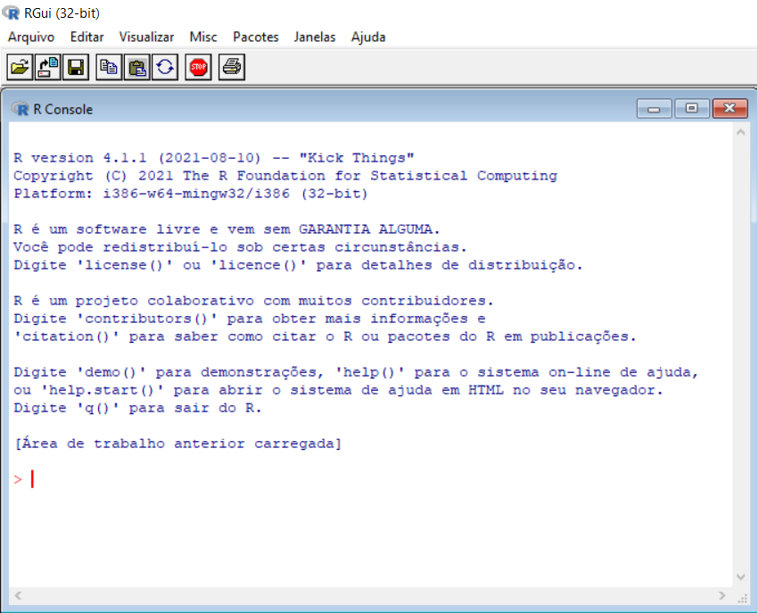 RGui (32-bit)
Arquivo Editar Visualizar Misc Pacotes Janelas Ajuda
STOP
R Console
R version 4.1.1 (2021-08-10) -- "Kick Things"
Copyright (C) 2021 The R Foundation for Statistical Computing
Platform: i386-w64-mingw32/i386 (32-bit)
R é um software livre e vem sem GARANTIA ALGUMA.
Você pode redistribuí-lo sob certas circunstâncias.
Digite 'license()' ou 'licence()' para detalhes de distribuição.
R é um projeto colaborativo com muitos contribuidores.
Digite 'contributors()' para obter mais informações e
'citation()' para saber como citar o R ou pacotes do R em publicações.
Digite 'demo()' para demonstrações, 'help()' para o sistema on-line de ajuda,
ou 'help.start()' para abrir o sistema de ajuda em HTML no seu navegador.
Digite 'q()' para sair do R.
[Área de trabalho anterior carregada]
>